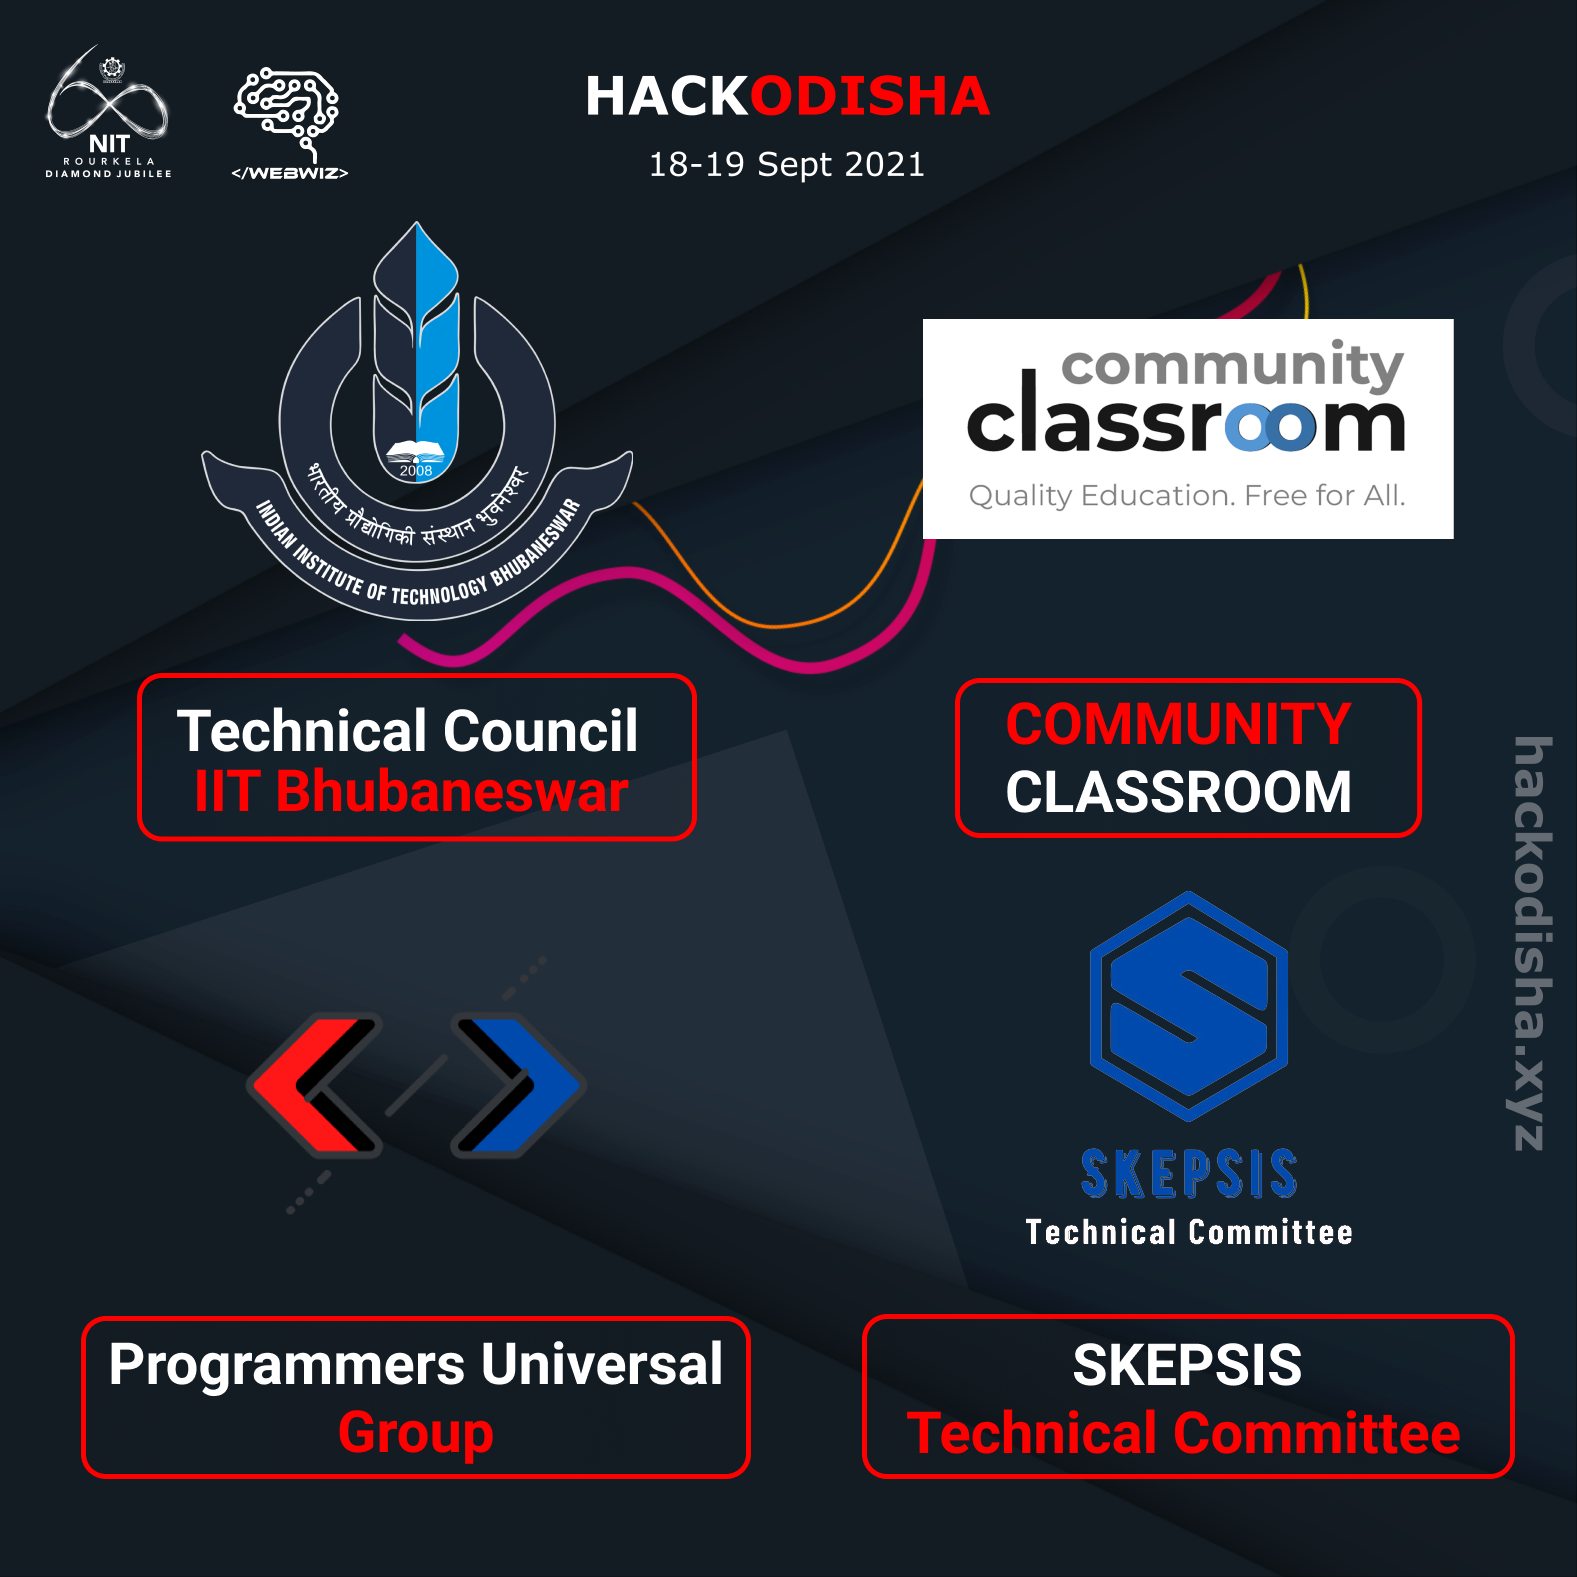 NIT
ROURKELA
DIAMOND JUBILEE
</WEBWIZ>
HACKODISHA
18-19 Sept 2021
2008
भारतीय प्रौद्योगिकी संस्थान भुवनेश्वर
INDIAN INSTITUTE OF TECHNOLOGY BHUBANESWAR
community
classroom
Quality Education. Free for All.
Technical Council
IIT Bhubaneswar
COMMUNITY
CLASSROOM
hackodisha.xyz
SKEPSIS
Technical Committee
Programmers Universal
Group
SKEPSIS
Technical Committee